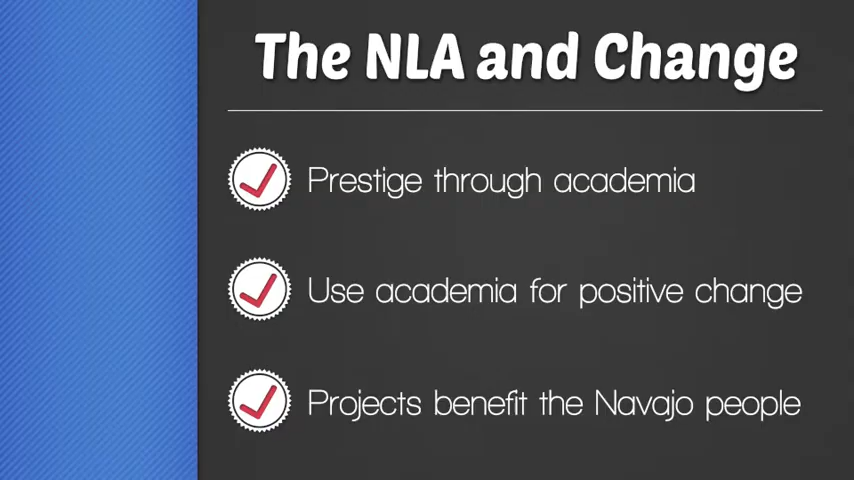 The NLA and Change
Prestige through academia
Use academia for positive change
Projects benefit the Navajo people